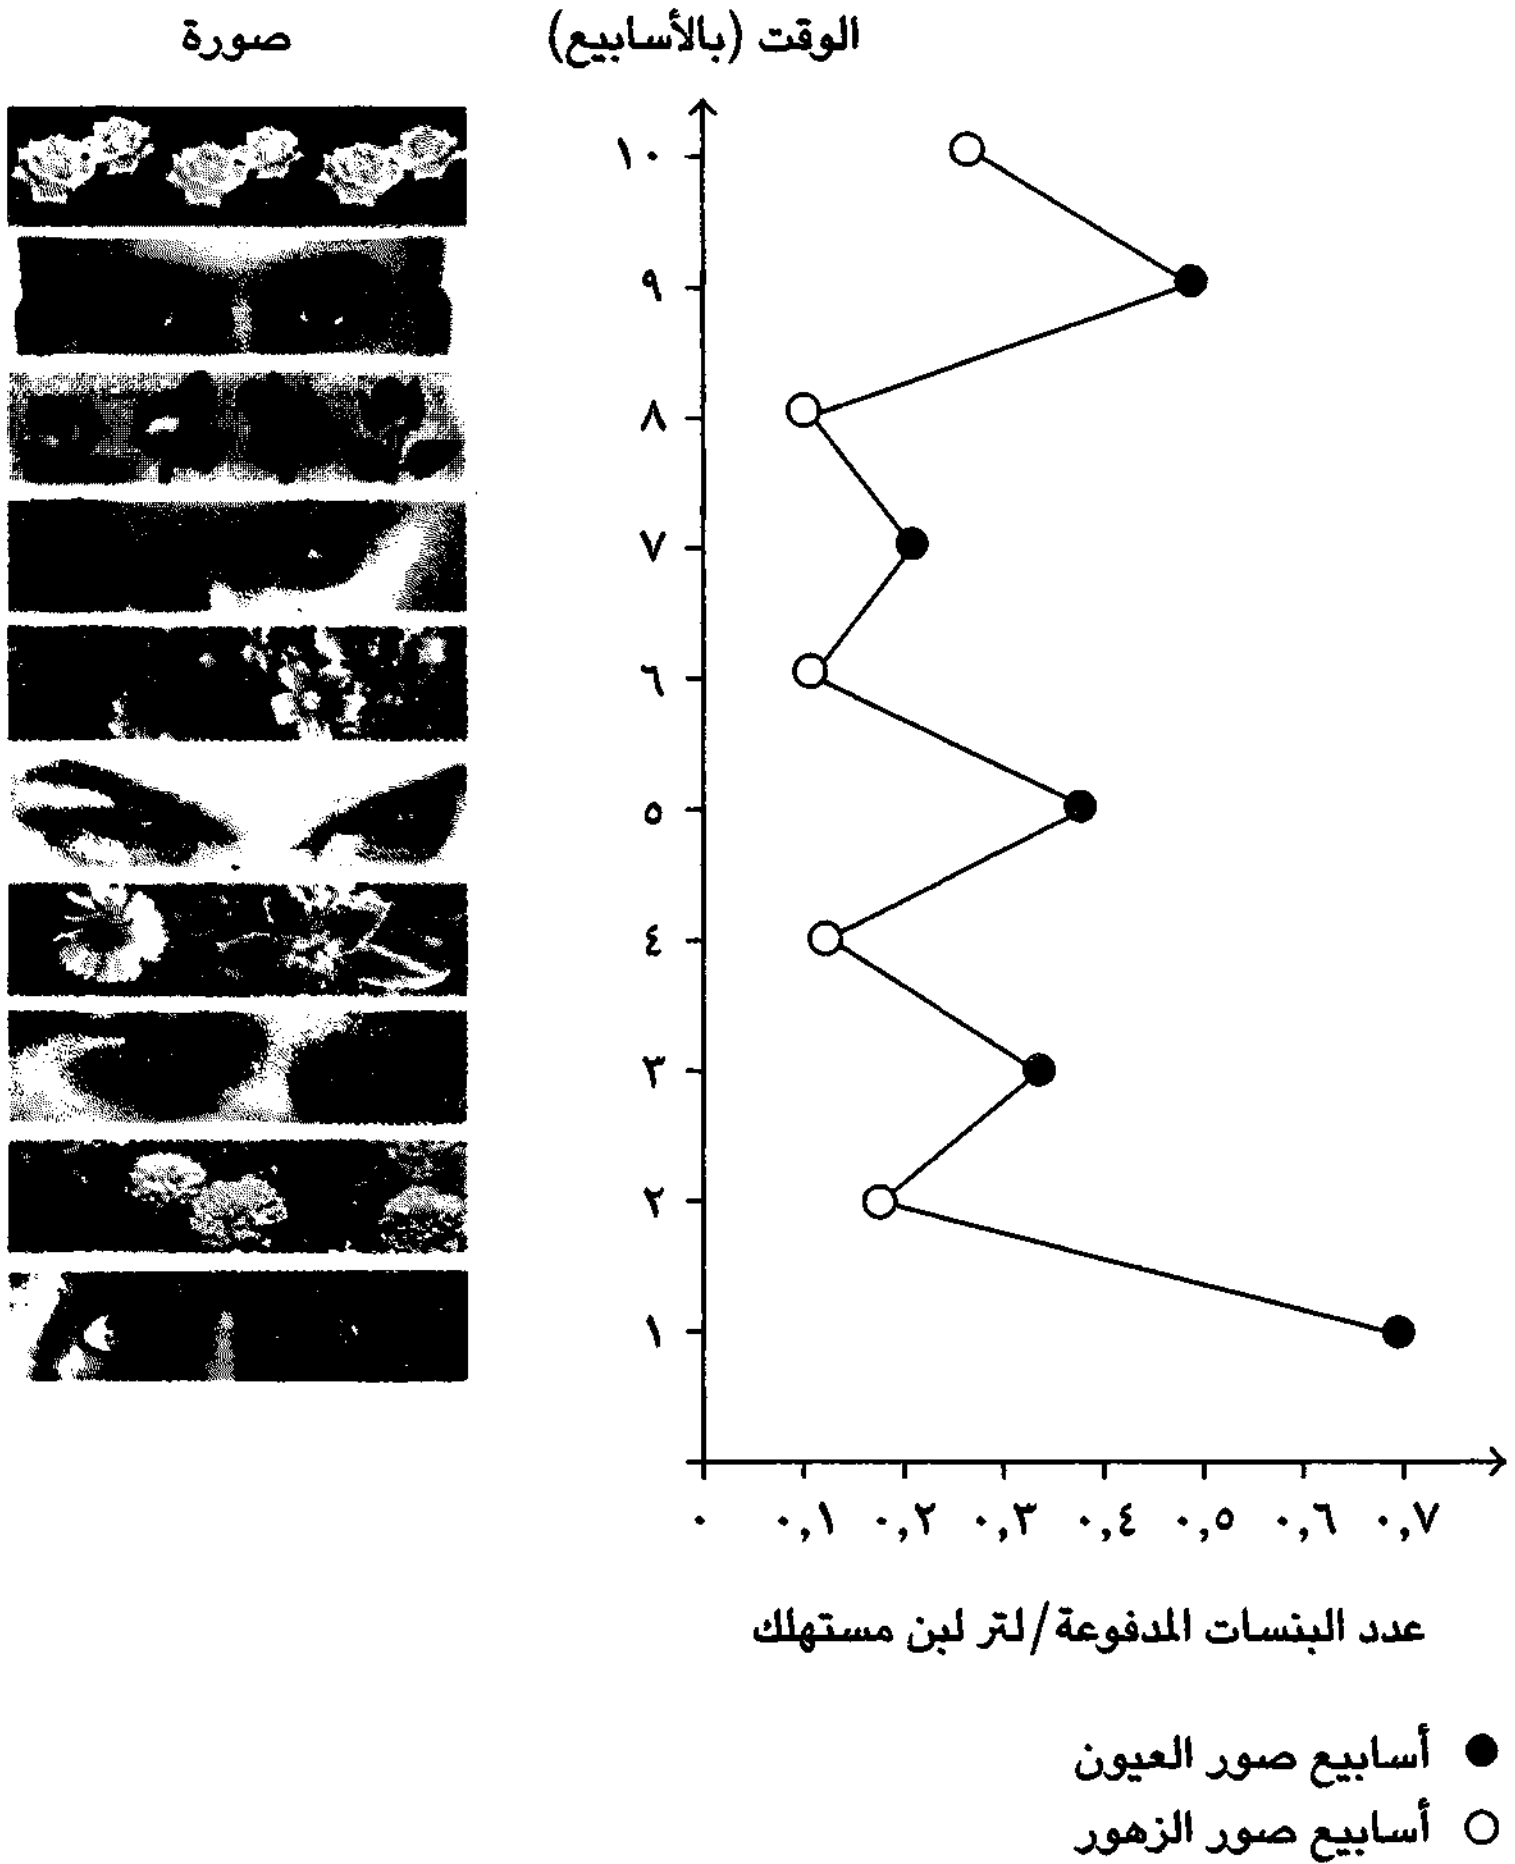 الوقت (بالأسابيع)
صورة
١٠
٩
٨
٧
٦
٥
٤
٣
٢
١
٠ ٠,١ ٠,٢ ٠,٣ ٠,٤ ٠,٥ ٠,٦ ٠,٧
عدد البنسات المدفوعة/لتر لبن مستهلك
أسابيع صور العيون
أسابيع صور الزهور